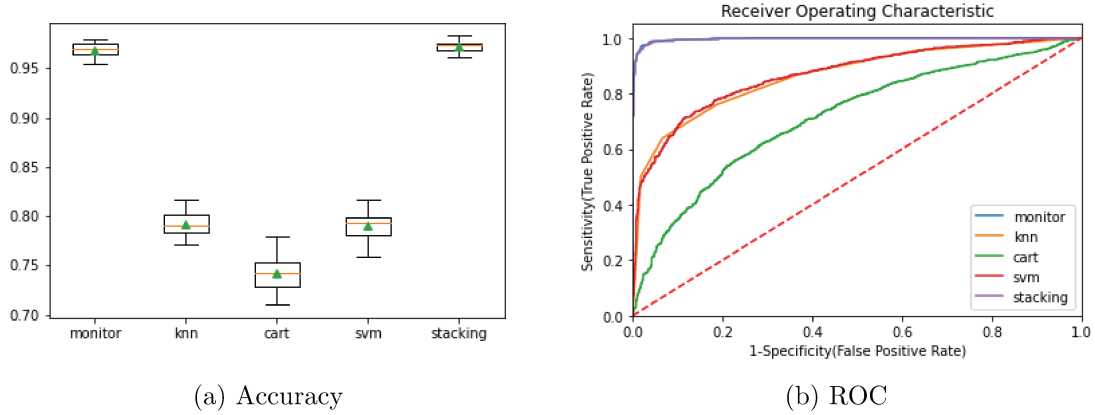 0.95
0.90
0.85
0.80
0.75
0.70
monitor
knn
cart
svm
stacking
(a) Accuracy
Receiver Operating Characteristic
Sensitivity(True Positive Rate)
1.0
0.8
0.6
0.4
0.2
0.0
monitor
knn
cart
svm
stacking
0.0
0.2
0.4
0.6
0.8
1.0
1-Specificity(False Positive Rate)
(b) ROC